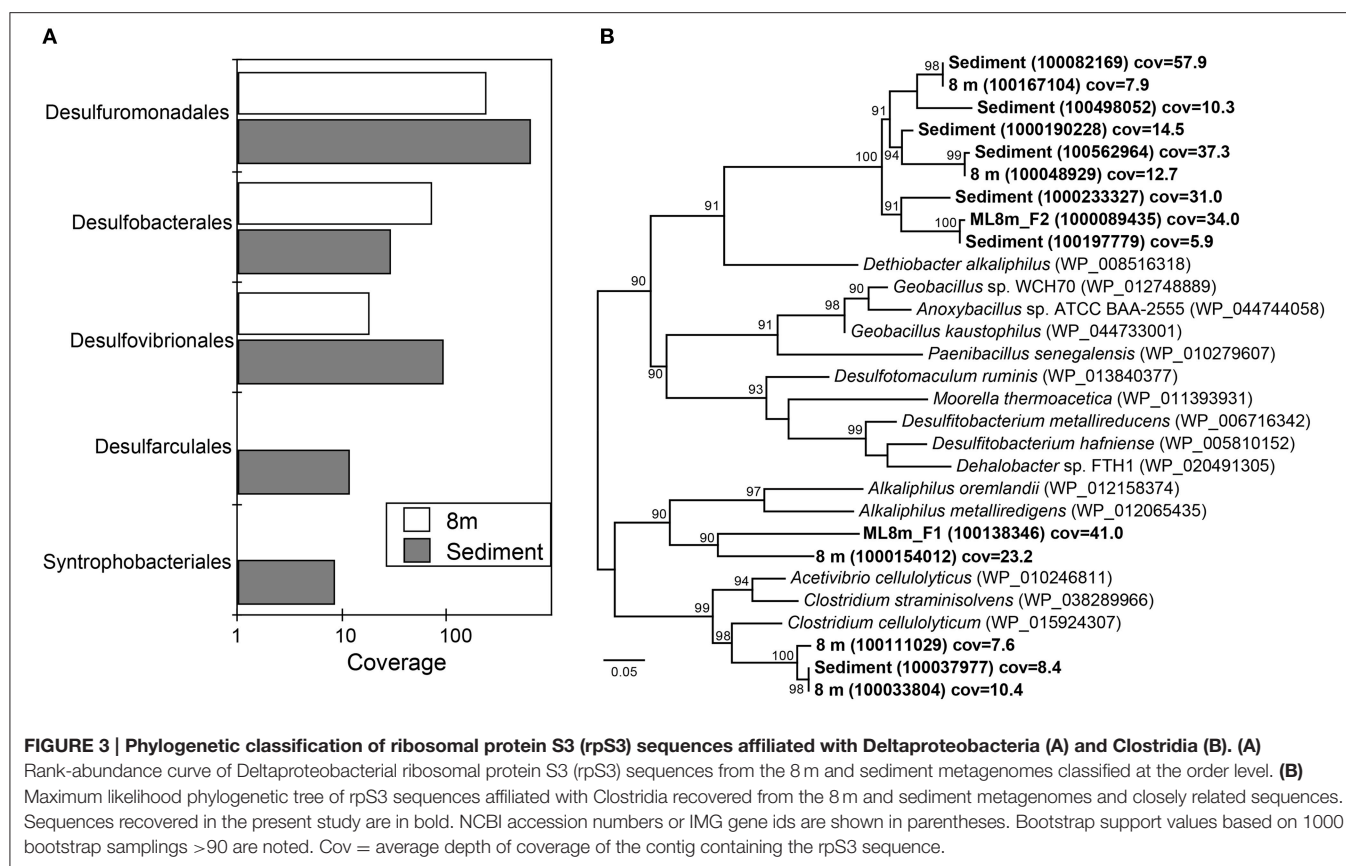 A
Desulfuromonadales
Desulfobacterales
Desulfovibrionales
Desulfarculales
Syntrophobacteriales
8m
Sediment
1
10
100
Coverage
B
98
Sediment (100082169) cov=57.9
8 m (100167104) cov=7.9
91
Sediment (100498052) cov=10.3
Sediment (1000190228) cov=14.5
100
94
99
Sediment (100562964) cov=37.3
8 m (100048929) cov=12.7
91
Sediment (1000233327) cov=31.0
91
100
ML8m_F2 (1000089435) cov=34.0
Sediment (100197779) cov=5.9
Dethiobacter alkaliphilus (WP_008516318)
90
90
Geobacillus sp. WCH70 (WP_012748889)
98
Anoxybacillus sp. ATCC BAA-2555 (WP_044744058)
91
Geobacillus kaustophilus (WP_044733001)
Paenibacillus senegalensis (WP_010279607)
90
93
Desulfotomaculum ruminis (WP_013840377)
Moorella thermoacetica (WP_011393931)
99
Desulfitobacterium metallireducens (WP_006716342)
Desulfitobacterium hafniense (WP_005810152)
Dehalobacter sp. FTH1 (WP_020491305)
97
Alkaliphilus oremlandii (WP_012158374)
90
Alkaliphilus metalliredigens (WP_012065435)
90
ML8m_F1 (100138346) cov=41.0
8 m (1000154012) cov=23.2
94
Acetivibrio cellulolyticus (WP_010246811)
99
Clostridium straminisolvens (WP_038289966)
98
Clostridium cellulolyticum (WP_015924307)
100
8 m (100111029) cov=7.6
Sediment (100037977) cov=8.4
98
8 m (100033804) cov=10.4
0.05
FIGURE 3 | Phylogenetic classification of ribosomal protein S3 (rpS3) sequences affiliated with Deltaproteobacteria (A) and Clostridia (B). (A)
Rank-abundance curve of Deltaproteobacterial ribosomal protein S3 (rpS3) sequences from the 8 m and sediment metagenomes classified at the order level. (B)
Maximum likelihood phylogenetic tree of rpS3 sequences affiliated with Clostridia recovered from the 8 m and sediment metagenomes and closely related sequences.
Sequences recovered in the present study are in bold. NCBI accession numbers or IMG gene ids are shown in parentheses. Bootstrap support values based on 1000
bootstrap samplings >90 are noted. Cov = average depth of coverage of the contig containing the rpS3 sequence.